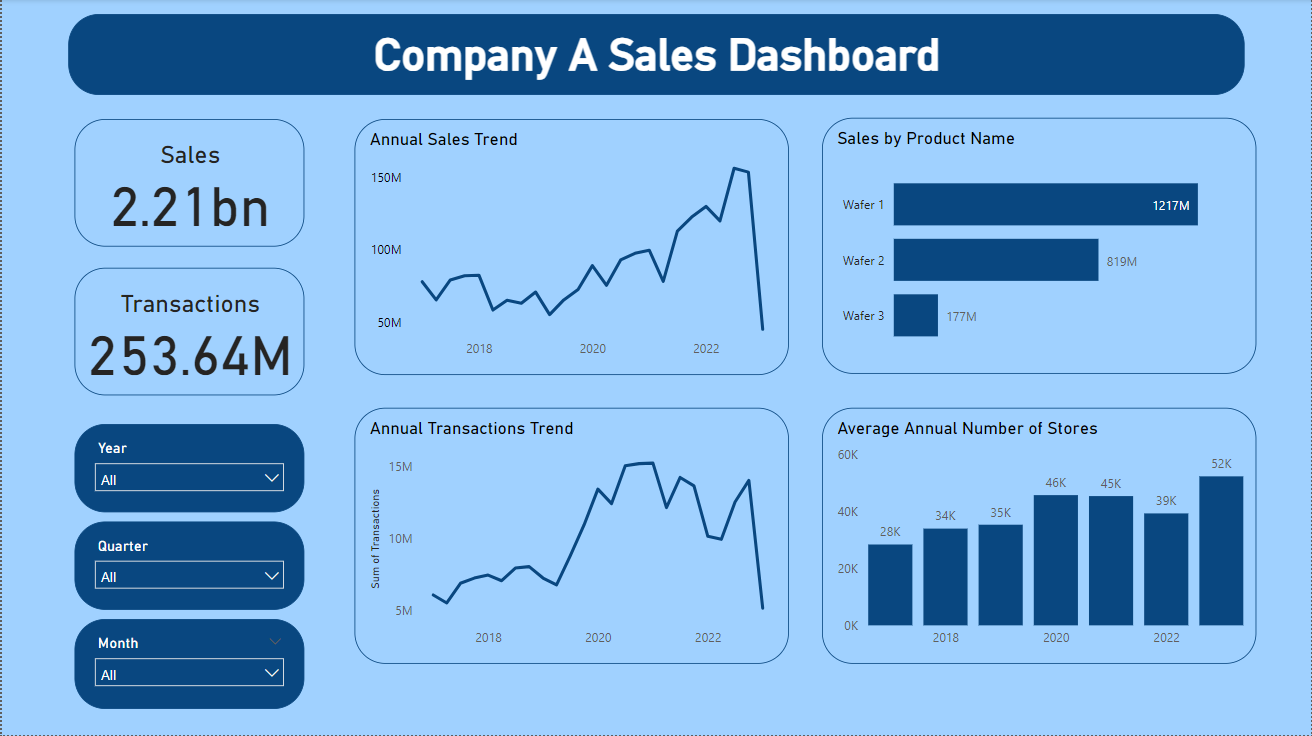 Company A Sales Dashboard
Sales
2.21bn
Transactions
253.64M
Year
All
Quarter
All
Month
All
Annual Sales Trend
150M
100M
50M
2018 2020 2022
Sales by Product Name
Wafer 1 1217M
Wafer 2 819M
Wafer 3 177M
Annual Transactions Trend
Sum of Transactions
15M
10M
5M
2018 2020 2022
Average Annual Number of Stores
60K
40K
20K
0K
28K 34K 35K 46K 45K 39K 52K
2018 2020 2022